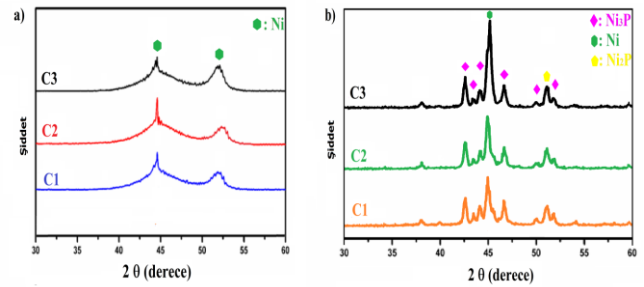 a)
: Ni
C3
C2
C1
Şiddet
30 35 40 45 50 55 60
2 θ (derece)
b)
: Ni₃P
: Ni
: Ni₂P
C3
C2
C1
Şiddet
30 35 40 45 50 55 60
2 θ (derece)